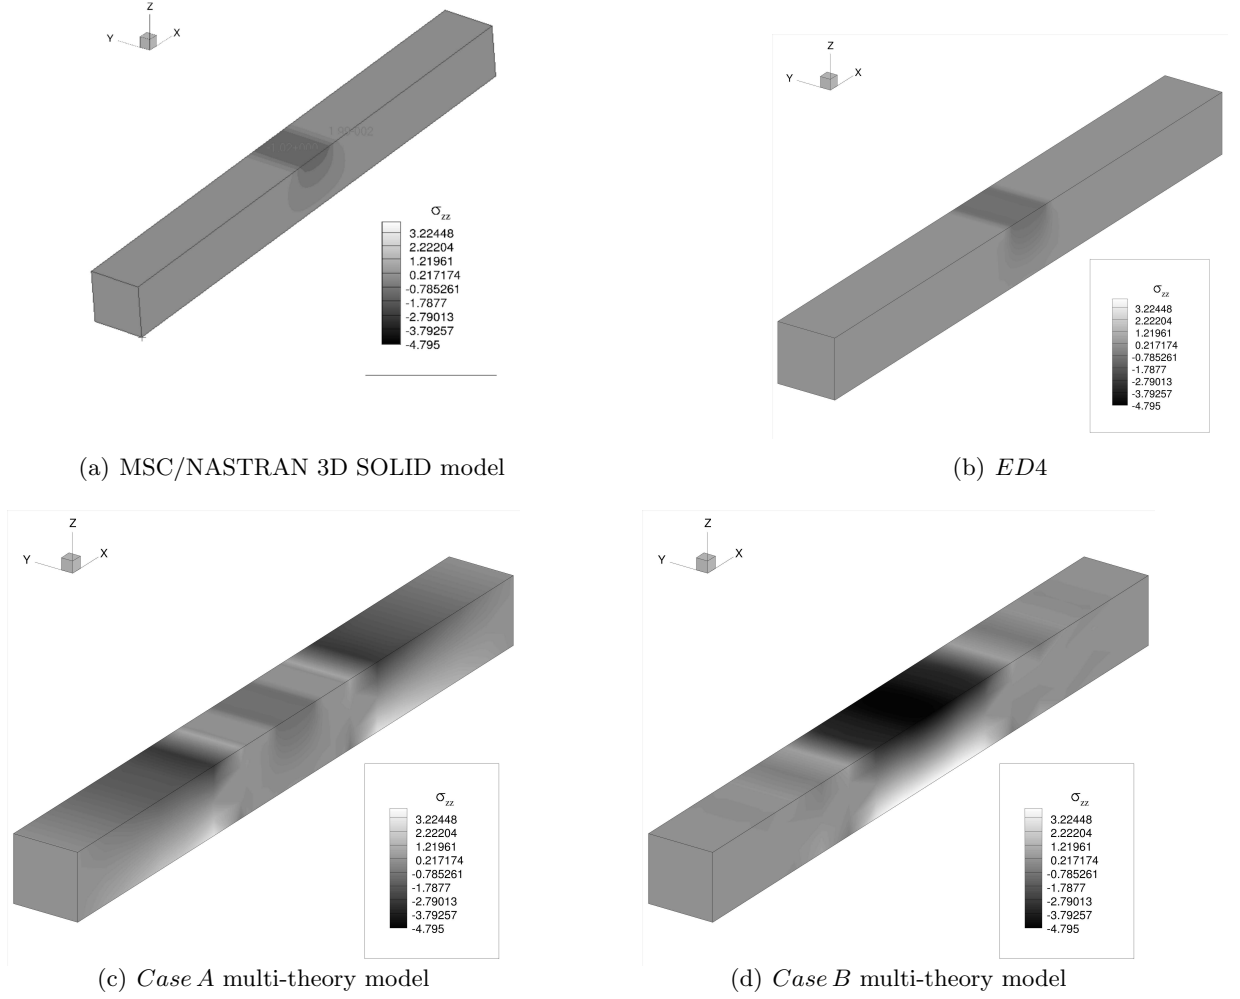 Z
Y
X
1.90-002
σzz
3.22448
2.22204
1.21961
0.217174
-0.785261
-1.7877
-2.79013
-3.79257
-4.795
(a) MSC/NASTRAN 3D SOLID model
Z
Y
X
σzz
3.22448
2.22204
1.21961
0.217174
-0.785261
-1.7877
-2.79013
-3.79257
-4.795
(b) ED4
Z
Y
X
σzz
3.22448
2.22204
1.21961
0.217174
-0.785261
-1.7877
-2.79013
-3.79257
-4.795
(c) Case A multi-theory model
Z
Y
X
σzz
3.22448
2.22204
1.21961
0.217174
-0.785261
-1.7877
-2.79013
-3.79257
-4.795
(d) Case B multi-theory model